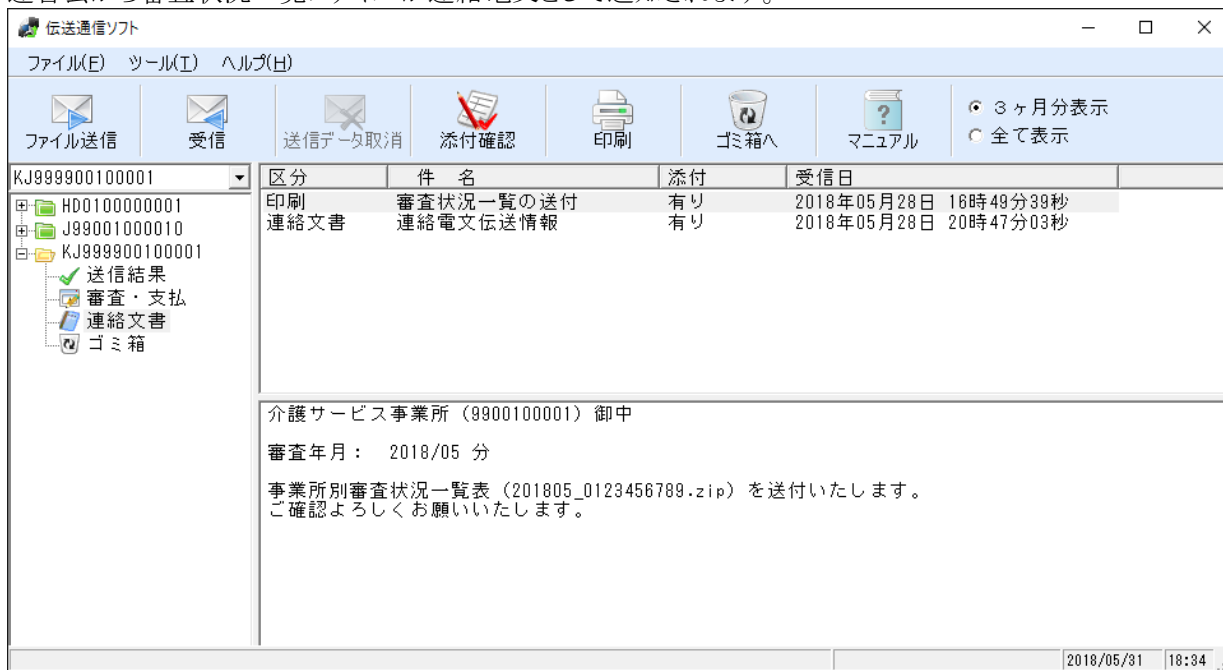 伝送通信ソフト
ファイル(F) ツール(T) ヘルプ(H)
ファイル送信 受信 送信データ取消 添付確認 印刷 ゴミ箱へ マニュアル
３ヶ月分表示
全て表示
KJ999900100001
区分 件 名 添付 受信日
印刷 審査状況一覧の送付 有り 2018年05月28日 16時49分39秒
連絡文書 連絡電文伝送情報 有り 2018年05月28日 20時47分03秒
HD0100000001
J99001000010
KJ999900100001
送信結果
審査・支払
連絡文書
ゴミ箱
介護サービス事業所（9900100001）御中
審査年月： 2018/05 分
事業所別審査状況一覧表（201805_0123456789.zip）を送付いたします。
ご確認よろしくお願いいたします。
2018/05/31 18:34